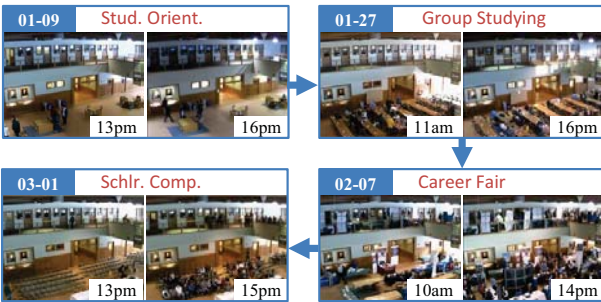 01-09 Stud. Orient.
13pm 16pm
01-27 Group Studying
11am 16pm
03-01 Schlr. Comp.
13pm 15pm
02-07 Career Fair
10am 14pm